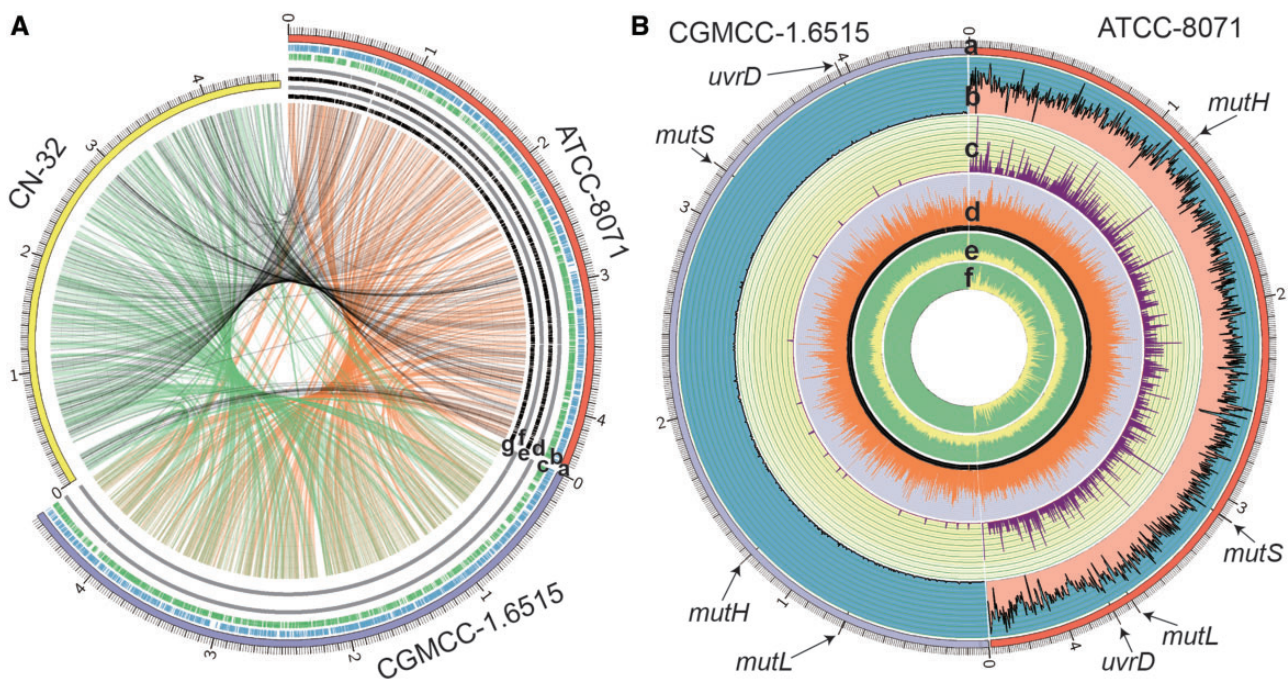 A
0
1
2
3
4
ATCC-8071
0
1
2
3
4
CGMCC-1.6515
0
1
2
3
4
CN-32
g f e d c b a
B
CGMCC-1.6515
ATCC-8071
0
a
b
c
d
e
f
1
mutH
2
3
mutS
mutL
4
uvrD
0
0
mutL
1
mutH
2
3
mutS
4
uvrD